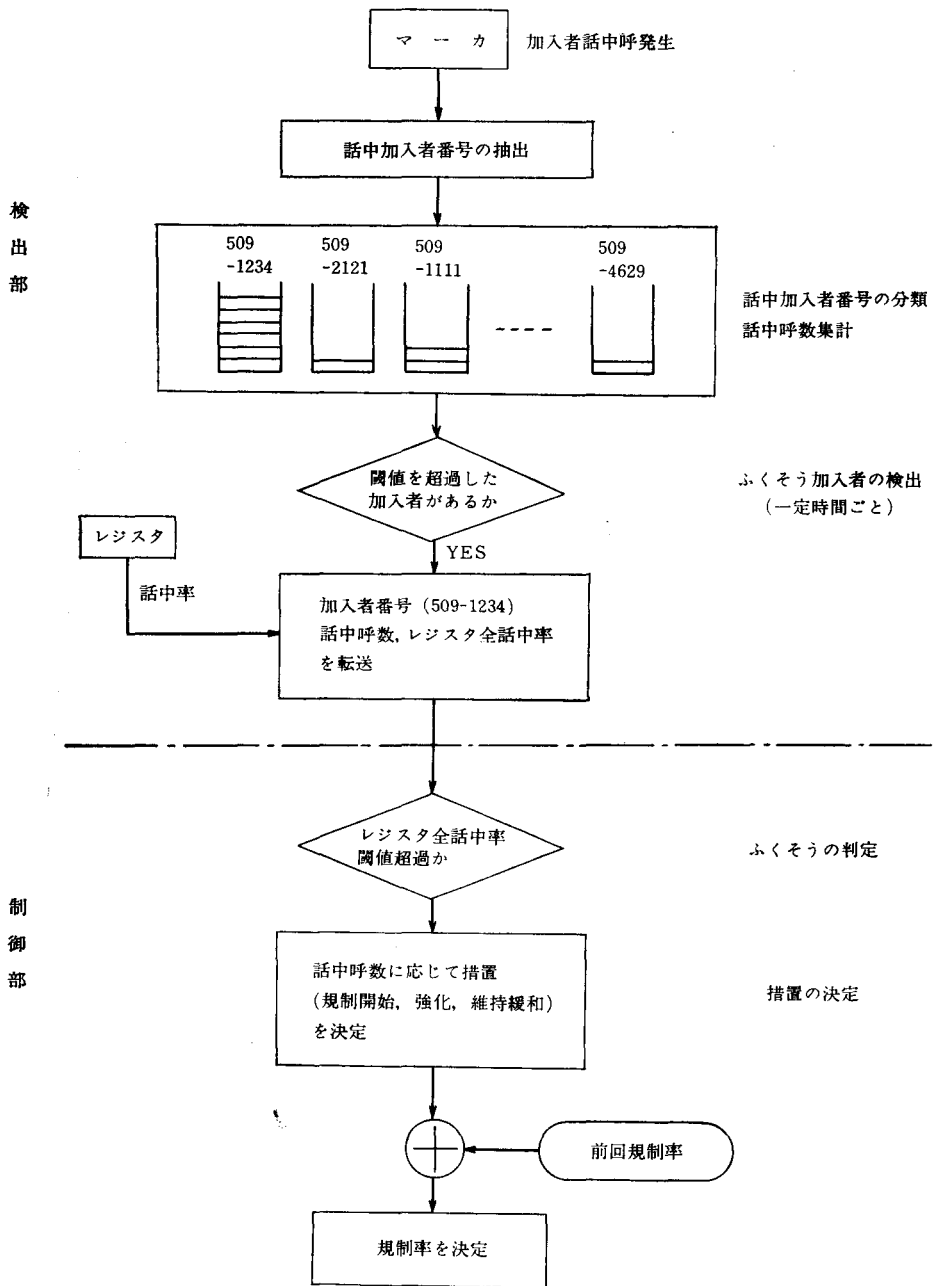 マーカ
加入者話中呼発生
話中加入者番号の抽出
検出部
509
-1234
509
-2121
509
-1111
509
-4629
話中加入者番号の分類
話中呼数集計
閾値を超過した
加入者があるか
ふくそう加入者の検出
(一定時間ごと)
レジスタ
YES
話中率
加入者番号 (509-1234)
話中呼数, レジスタ全話中率
を転送
レジスタ全話中率
閾値超過か
ふくそうの判定
制御部
話中呼数に応じて措置
(規制開始, 強化, 維持緩和)
を決定
措置の決定
前回規制率
規制率を決定